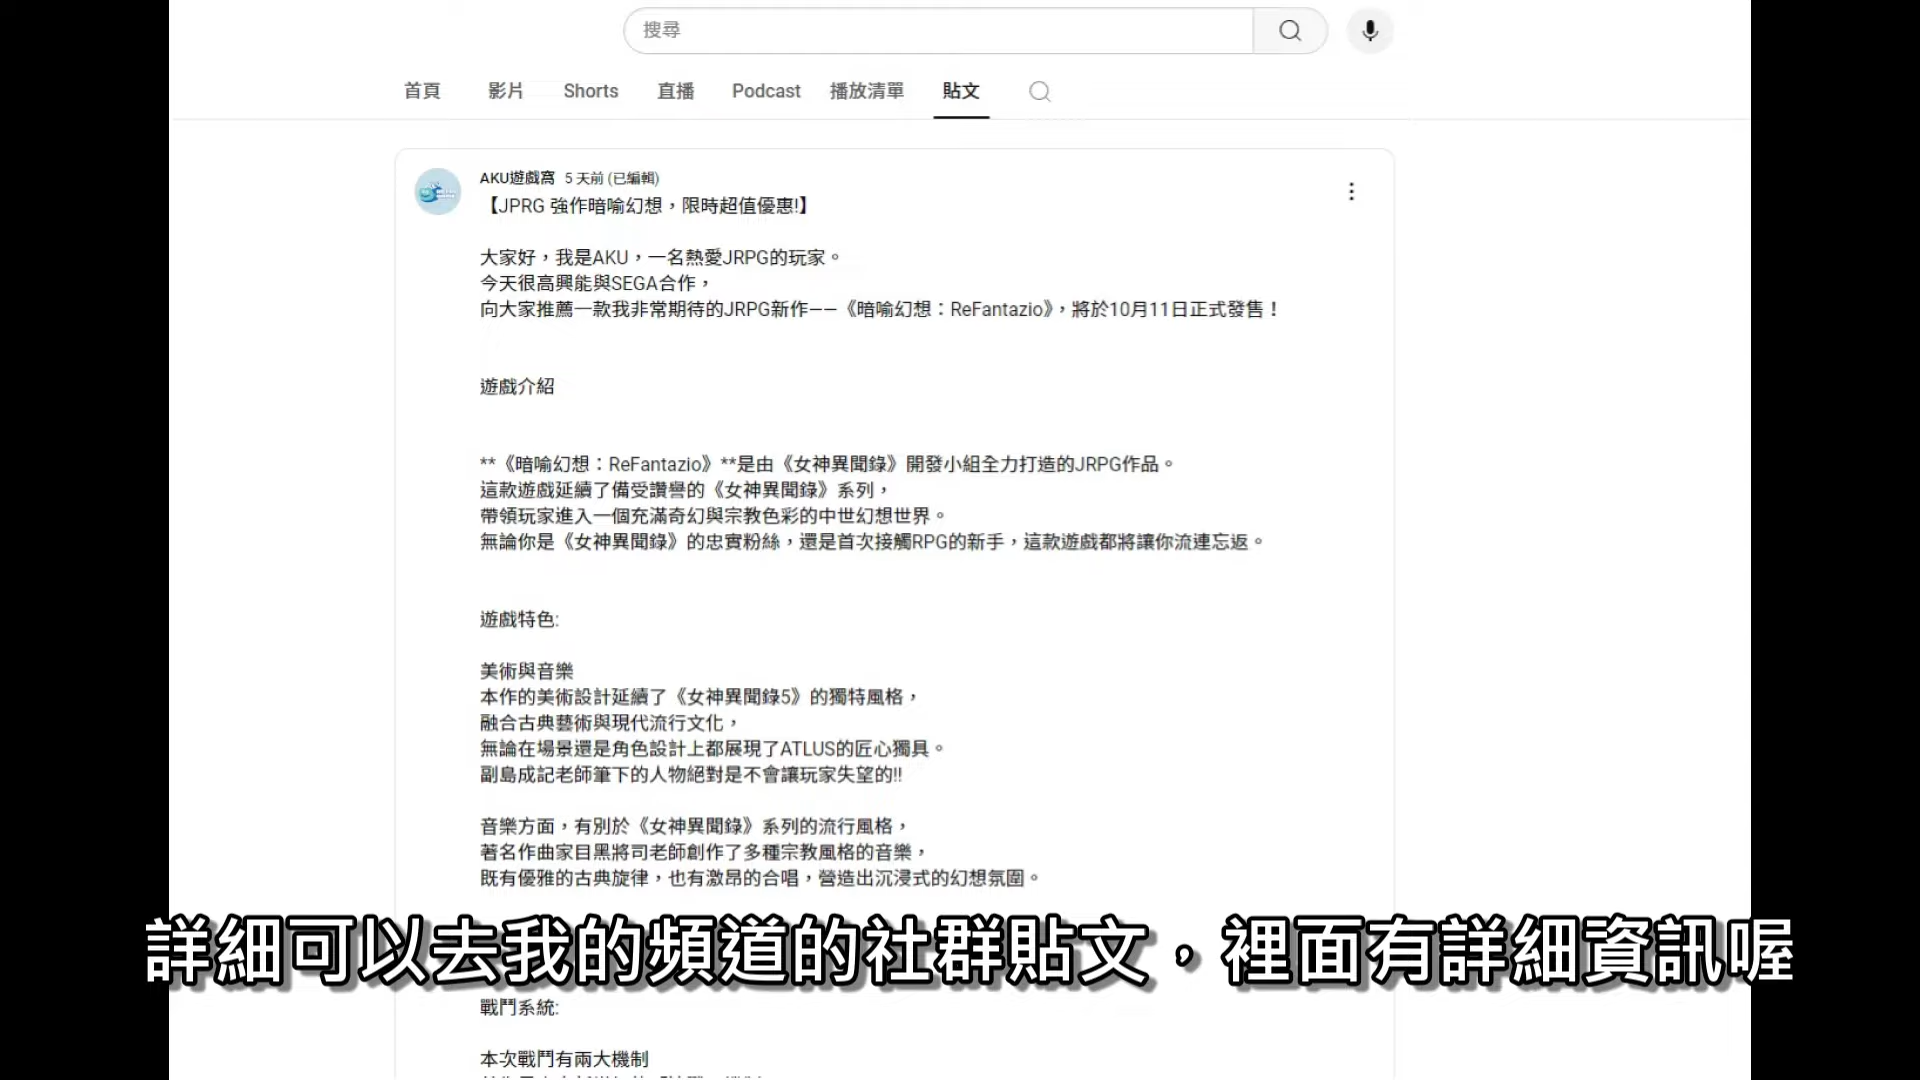 搜尋
首頁 影片 Shorts 直播 Podcast 播放清單 貼文
AKU遊戲窩 5 天前 (已編輯)
【JPRG 強作暗喻幻想，限時超值優惠!】
大家好，我是AKU，一名熱愛JRPG的玩家。
今天很高興能與SEGA合作，
向大家推薦一款我非常期待的JRPG新作——《暗喻幻想：ReFantazio》，將於10月11日正式發售！
遊戲介紹
**《暗喻幻想：ReFantazio》**是由《女神異聞錄》開發小組全力打造的JRPG作品。
這款遊戲延續了備受讚譽的《女神異聞錄》系列，
帶領玩家進入一個充滿奇幻與宗教色彩的中世幻想世界。
無論你是《女神異聞錄》的忠實粉絲，還是首次接觸RPG的新手，這款遊戲都將讓你流連忘返。
遊戲特色:
美術與音樂
本作的美術設計延續了《女神異聞錄5》的獨特風格，
融合古典藝術與現代流行文化，
無論在場景還是角色設計上都展現了ATLUS的匠心獨具。
副島成記老師筆下的人物絕對是不會讓玩家失望的!!
音樂方面，有別於《女神異聞錄》系列的流行風格，
著名作曲家目黑將司老師創作了多種宗教風格的音樂，
既有優雅的古典旋律，也有激昂的合唱，營造出沉浸式的幻想氛圍。
詳細可以去我的頻道的社群貼文，裡面有詳細資訊喔
戰鬥系統:
本次戰鬥有兩大機制